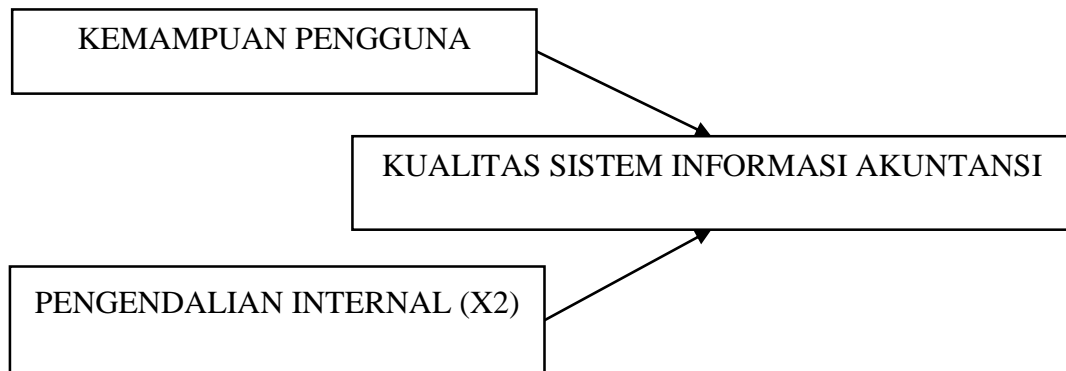 KEMAMPUAN PENGGUNA
KUALITAS SISTEM INFORMASI AKUNTANSI
PENGENDALIAN INTERNAL (X2)